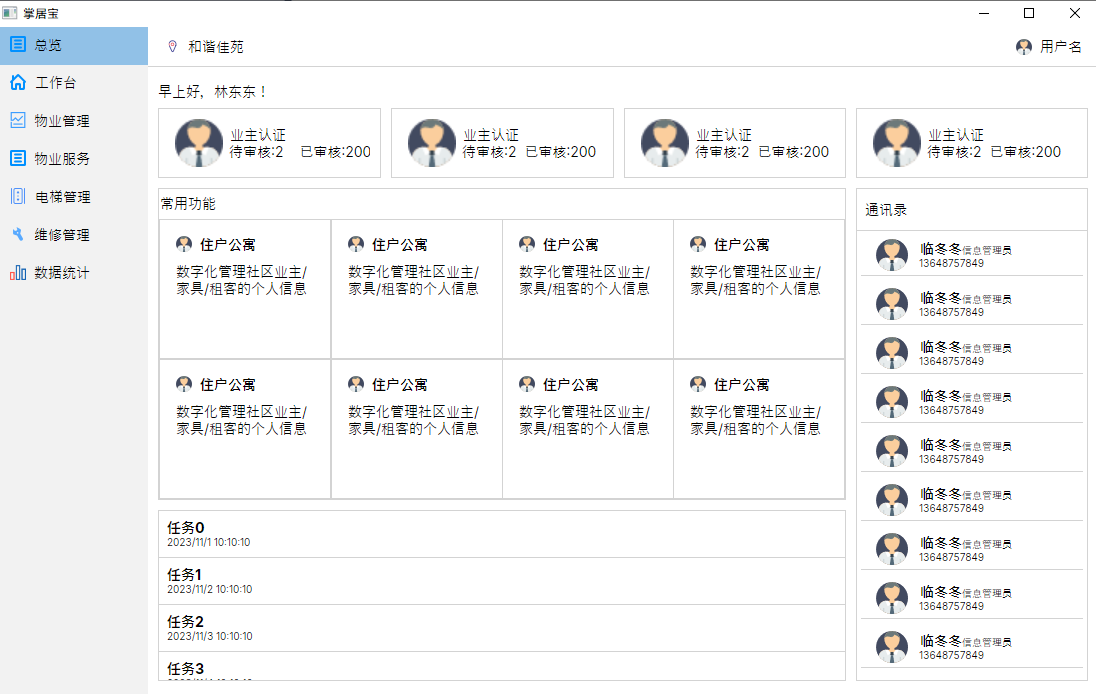 掌居宝
总览
工作台
物业管理
物业服务
电梯管理
维修管理
数据统计
和谐佳苑
用户名
早上好，林东东！
业主认证
待审核:2 已审核:200
业主认证
待审核:2 已审核:200
业主认证
待审核:2 已审核:200
业主认证
待审核:2 已审核:200
常用功能
住户公寓
数字化管理社区业主/
家具/租客的个人信息
住户公寓
数字化管理社区业主/
家具/租客的个人信息
住户公寓
数字化管理社区业主/
家具/租客的个人信息
住户公寓
数字化管理社区业主/
家具/租客的个人信息
住户公寓
数字化管理社区业主/
家具/租客的个人信息
住户公寓
数字化管理社区业主/
家具/租客的个人信息
住户公寓
数字化管理社区业主/
家具/租客的个人信息
住户公寓
数字化管理社区业主/
家具/租客的个人信息
任务0
2023/11/1 10:10:10
任务1
2023/11/2 10:10:10
任务2
2023/11/3 10:10:10
任务3
通讯录
临冬冬信息管理员
13648757849
临冬冬信息管理员
13648757849
临冬冬信息管理员
13648757849
临冬冬信息管理员
13648757849
临冬冬信息管理员
13648757849
临冬冬信息管理员
13648757849
临冬冬信息管理员
13648757849
临冬冬信息管理员
13648757849
临冬冬信息管理员
13648757849